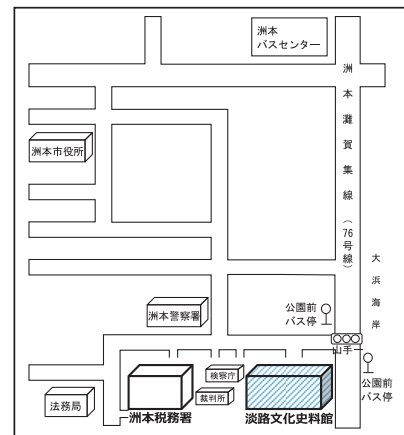 洲本
バスセンター
洲本灘賀集線（76号線）
洲本市役所
大浜海岸
公園前
バス停
洲本警察署
山手一
公園前
バス停
検察庁
裁判所
法務局
洲本税務署
淡路文化史料館